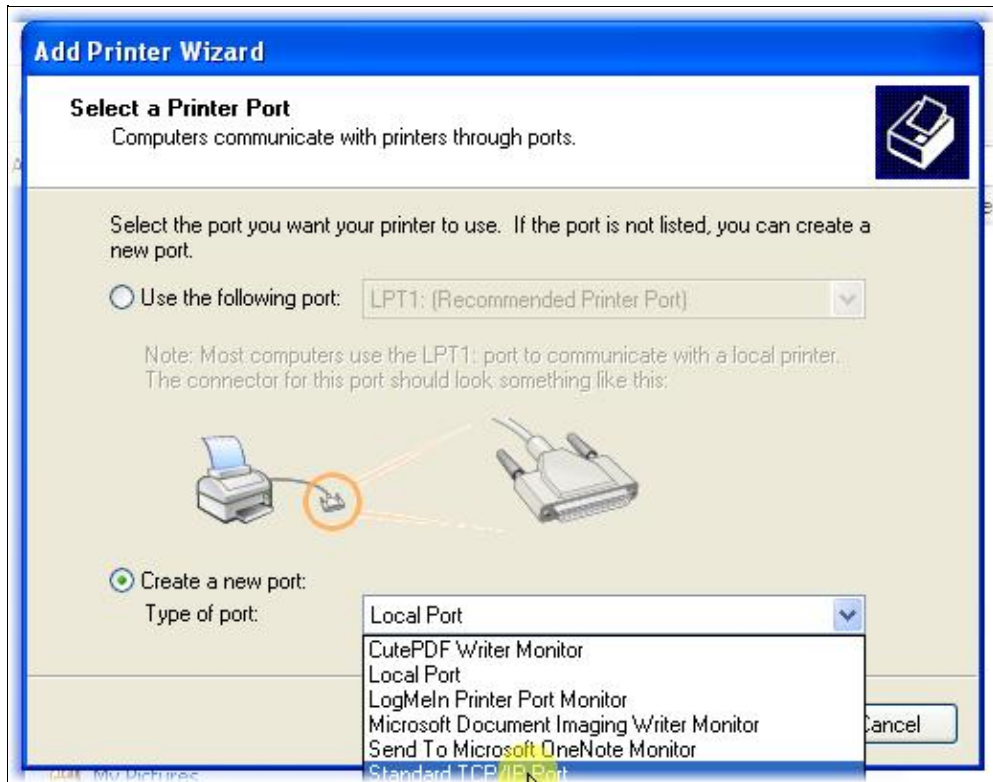 Add Printer Wizard
Select a Printer Port
Computers communicate with printers through ports.
Select the port you want your printer to use. If the port is not listed, you can create a
new port.
Use the following port:
LPT1: (Recommended Printer Port)
Note: Most computers use the LPT1: port to communicate with a local printer.
The connector for this port should look something like this:
Create a new port:
Type of port:
Local Port
CutePDF Writer Monitor
Local Port
LogMeIn Printer Port Monitor
Microsoft Document Imaging Writer Monitor
Send To Microsoft OneNote Monitor
Standard TCP/IP Port
Cancel
My Pictures